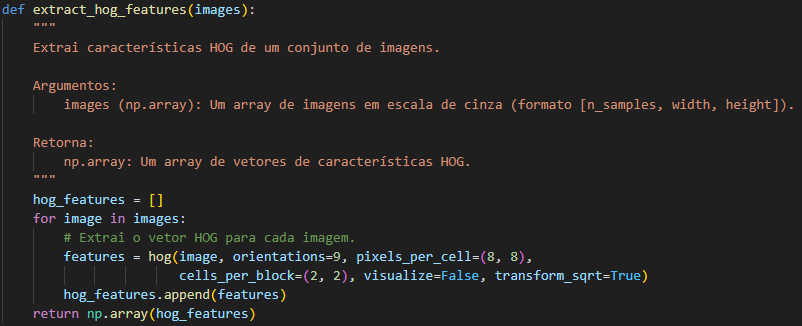 def extract_hog_features(images):
    """
    Extrai características HOG de um conjunto de imagens.

    Argumentos:
        images (np.array): Um array de imagens em escala de cinza (formato [n_samples, width, height]).

    Retorna:
        np.array: Um array de vetores de características HOG.
    """
    hog_features = []
    for image in images:
        # Extrai o vetor HOG para cada imagem.
        features = hog(image, orientations=9, pixels_per_cell=(8, 8),
                       cells_per_block=(2, 2), visualize=False, transform_sqrt=True)
        hog_features.append(features)
    return np.array(hog_features)